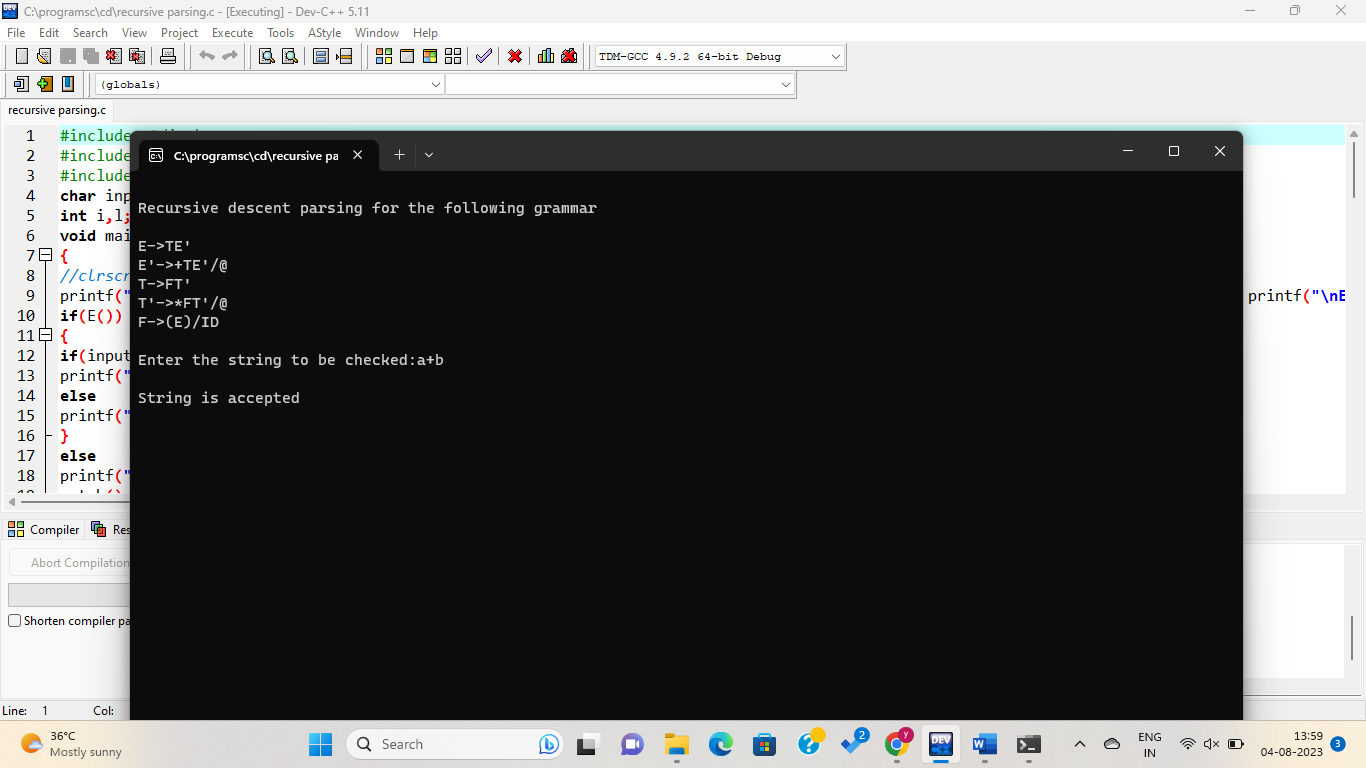 C:\programsc\cd\recursive parsing.c - [Executing] - Dev-C++ 5.11
File Edit Search View Project Execute Tools AStyle Window Help
TDM-GCC 4.9.2 64-bit Debug
(globals)
recursive parsing.c
1 #include
2 #include
3 #include
4 char inp
5 int i,l;
6 void mai
7 {
8 //clrscr
9 printf(" printf("\nE
10 if(E())
11 {
12 if(input
13 printf("
14 else
15 printf("
16 }
17 else
18 printf("
C:\programsc\cd\recursive pa
Recursive descent parsing for the following grammar
E->TE'
E'->+TE'/@
T->FT'
T'->*FT'/@
F->(E)/ID
Enter the string to be checked:a+b
String is accepted
Compiler Res
Abort Compilation
Shorten compiler pa
Line: 1 Col:
36°C
Mostly sunny
Search
2
y
DEV
ENG
IN
13:59
04-08-2023
3